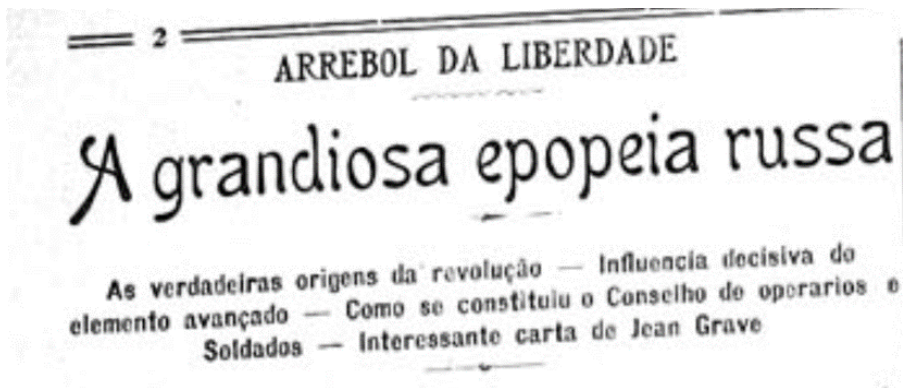 2
ARREBOL DA LIBERDADE
A grandiosa epopeia russa
As verdadeiras origens da revolução — Influencia decisiva do
elemento avançado — Como se constituiu o Conselho de operarios e
Soldados — Interessante carta de Jean Grave